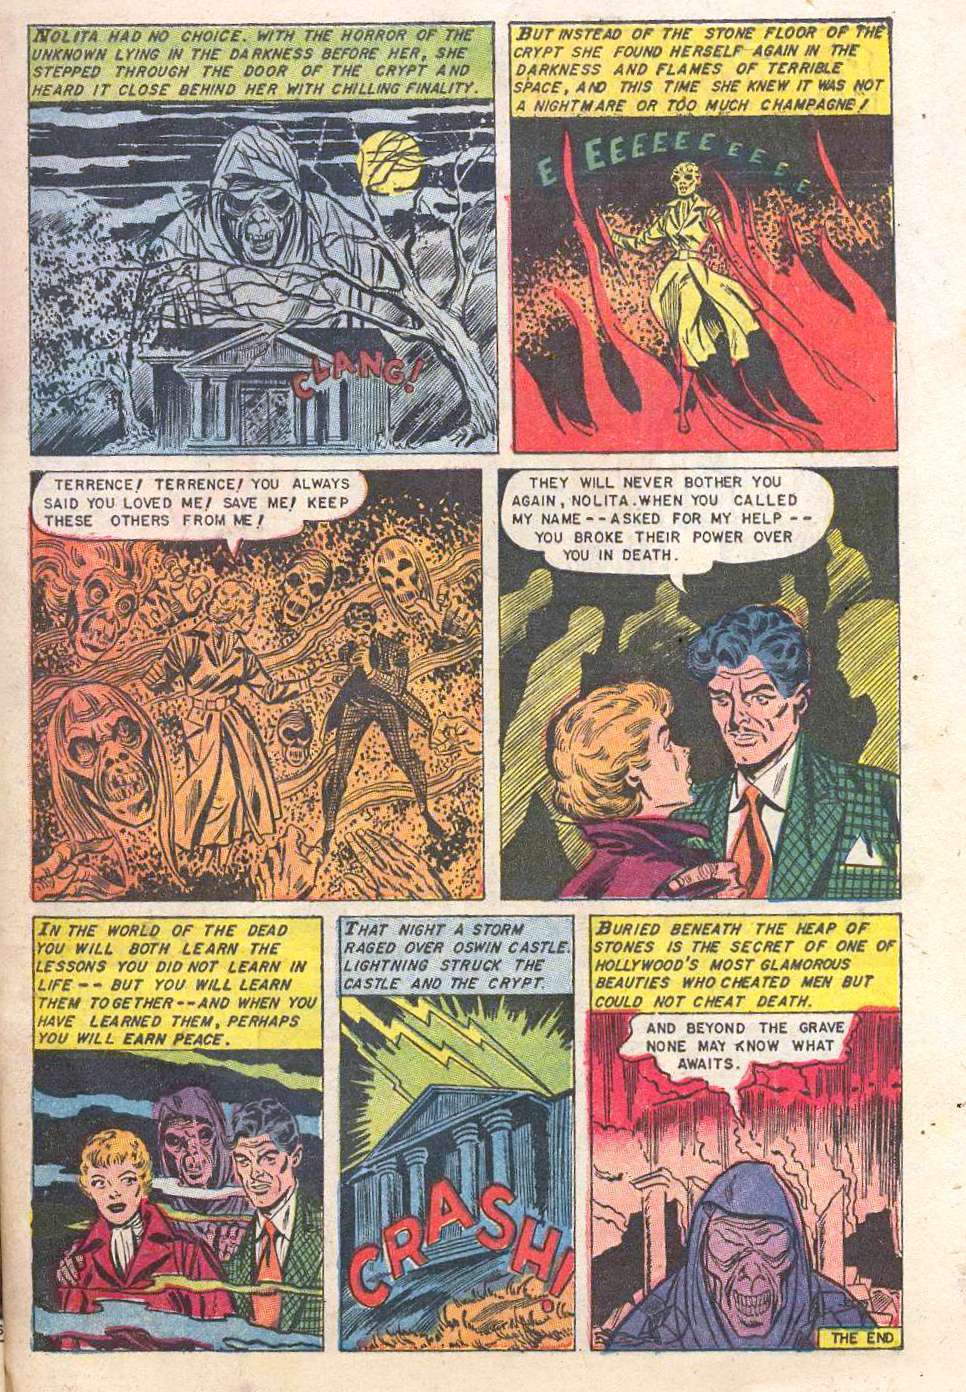 NOLITA HAD NO CHOICE. WITH THE HORROR OF THE
UNKNOWN LYING IN THE DARKNESS BEFORE HER, SHE
STEPPED THROUGH THE DOOR OF THE CRYPT AND
HEARD IT CLOSE BEHIND HER WITH CHILLING FINALITY.
CLANG!
BUT INSTEAD OF THE STONE FLOOR OF THE
CRYPT SHE FOUND HERSELF AGAIN IN THE
DARKNESS AND FLAMES OF TERRIBLE
SPACE, AND THIS TIME SHE KNEW IT WAS NOT
A NIGHTMARE OR TOO MUCH CHAMPAGNE!
E EEEEEE E E E E E
TERRENCE! TERRENCE! YOU ALWAYS
SAID YOU LOVED ME! SAVE ME! KEEP
THESE OTHERS FROM ME!
THEY WILL NEVER BOTHER YOU
AGAIN, NOLITA. WHEN YOU CALLED
MY NAME -- ASKED FOR MY HELP --
YOU BROKE THEIR POWER OVER
YOU IN DEATH.
IN THE WORLD OF THE DEAD
YOU WILL BOTH LEARN THE
LESSONS YOU DID NOT LEARN IN
LIFE -- BUT YOU WILL LEARN
THEM TOGETHER -- AND WHEN YOU
HAVE LEARNED THEM, PERHAPS
YOU WILL EARN PEACE.
THAT NIGHT A STORM
RAGED OVER OSWIN CASTLE.
LIGHTNING STRUCK THE
CASTLE AND THE CRYPT.
CRASH!
BURIED BENEATH THE HEAP OF
STONES IS THE SECRET OF ONE OF
HOLLYWOOD'S MOST GLAMOROUS
BEAUTIES WHO CHEATED MEN BUT
COULD NOT CHEAT DEATH.
AND BEYOND THE GRAVE
NONE MAY KNOW WHAT
AWAITS.
THE END